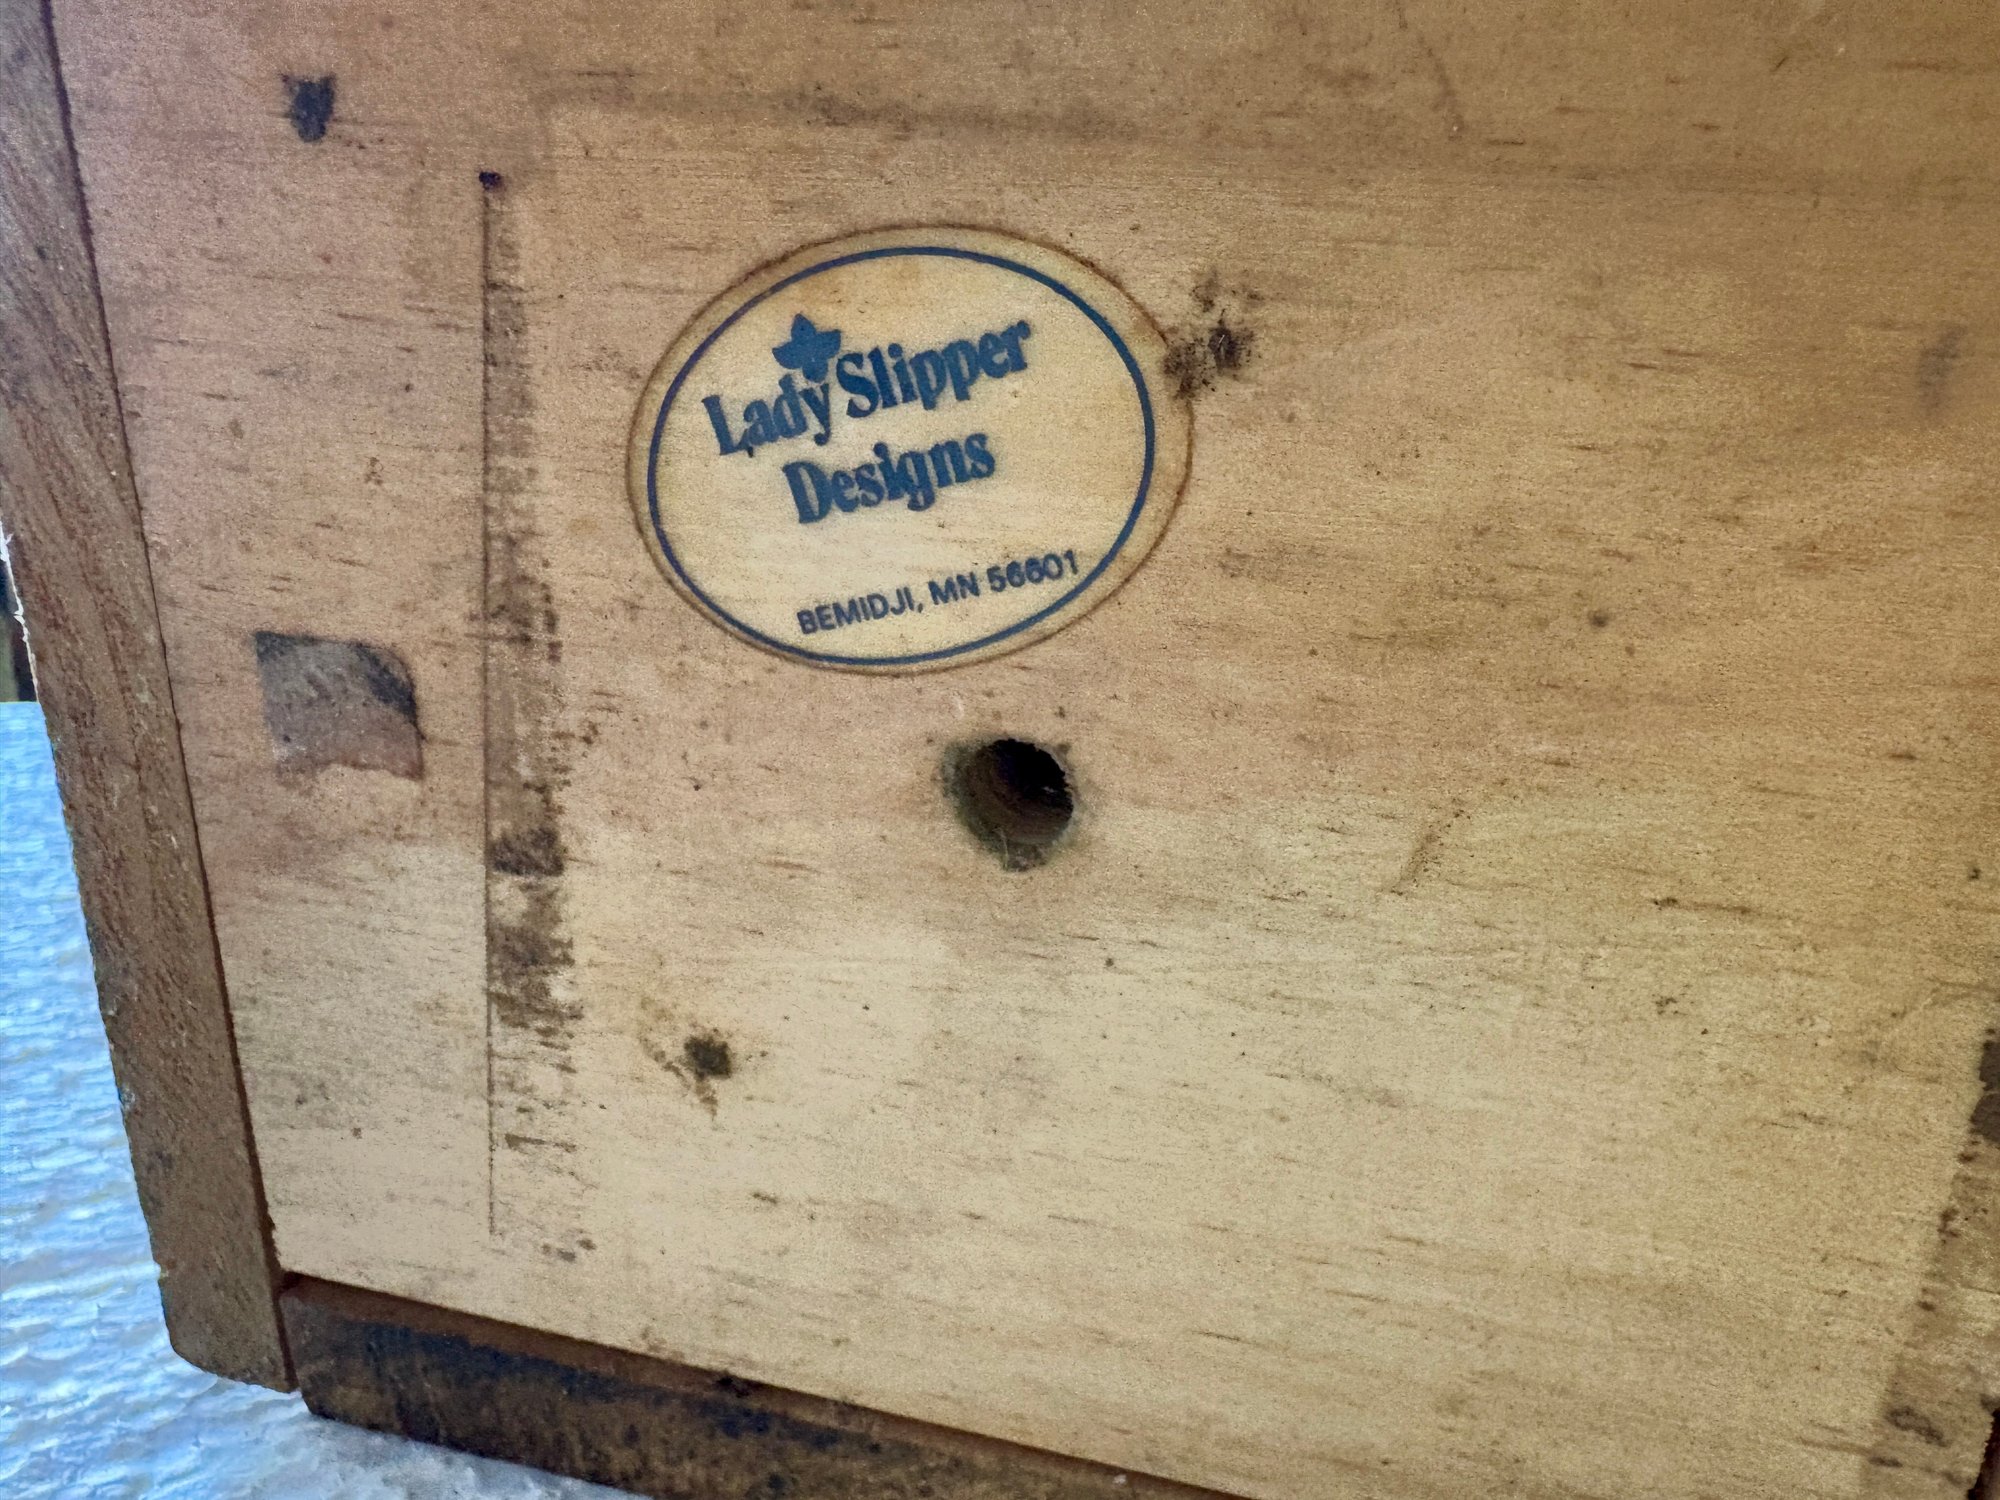 Lady Slipper
Designs
BEMIDJI, MN 56601